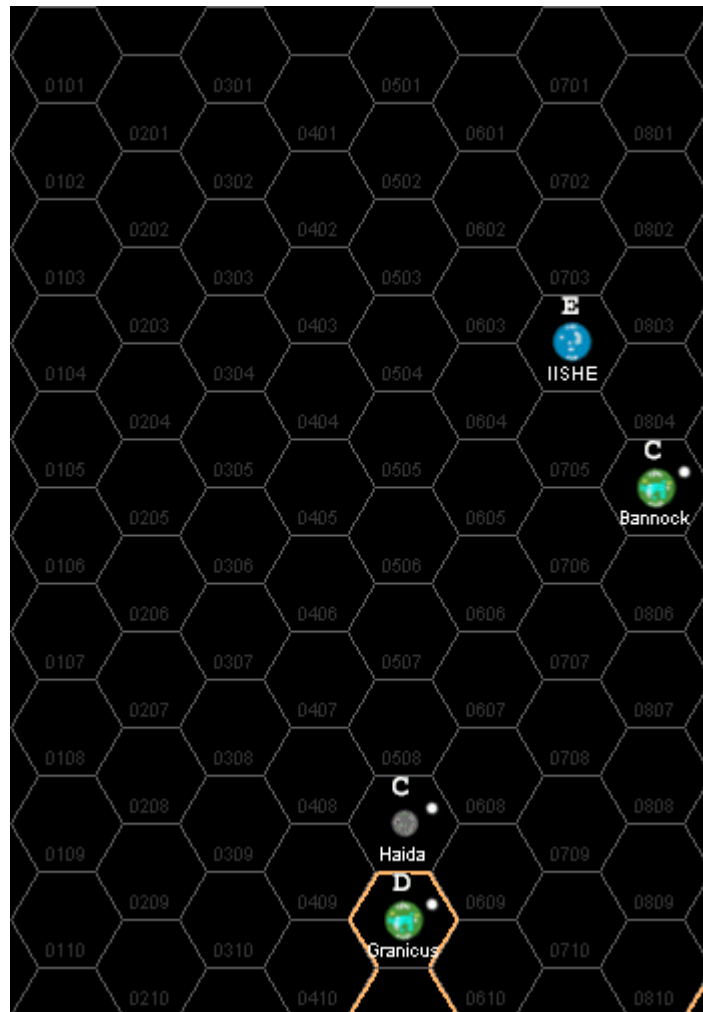 0101 0301 0501 0701
0201 0401 0601 0801
0102 0302 0502 0702
0202 0402 0602 0802
0103 0303 0503 0703
E
0203 0403 0603 0803
0104 0304 0504 IISHE
0204 0404 0604 0804
C
0105 0305 0505 0705
0205 0405 0605 Bannock
0106 0306 0506 0706
0206 0406 0606 0806
0107 0307 0507 0707
0207 0407 0607 0807
0108 0308 0508 0708
C
0208 0408 0608 0808
0109 0309 Haida 0709
D
0209 0409 0609 0809
0110 0310 Granicus 0710
0210 0410 0610 0810